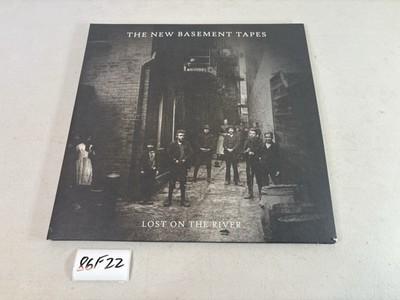 THE NEW BASEMENT TAPES
LOST ON THE RIVER
86F22